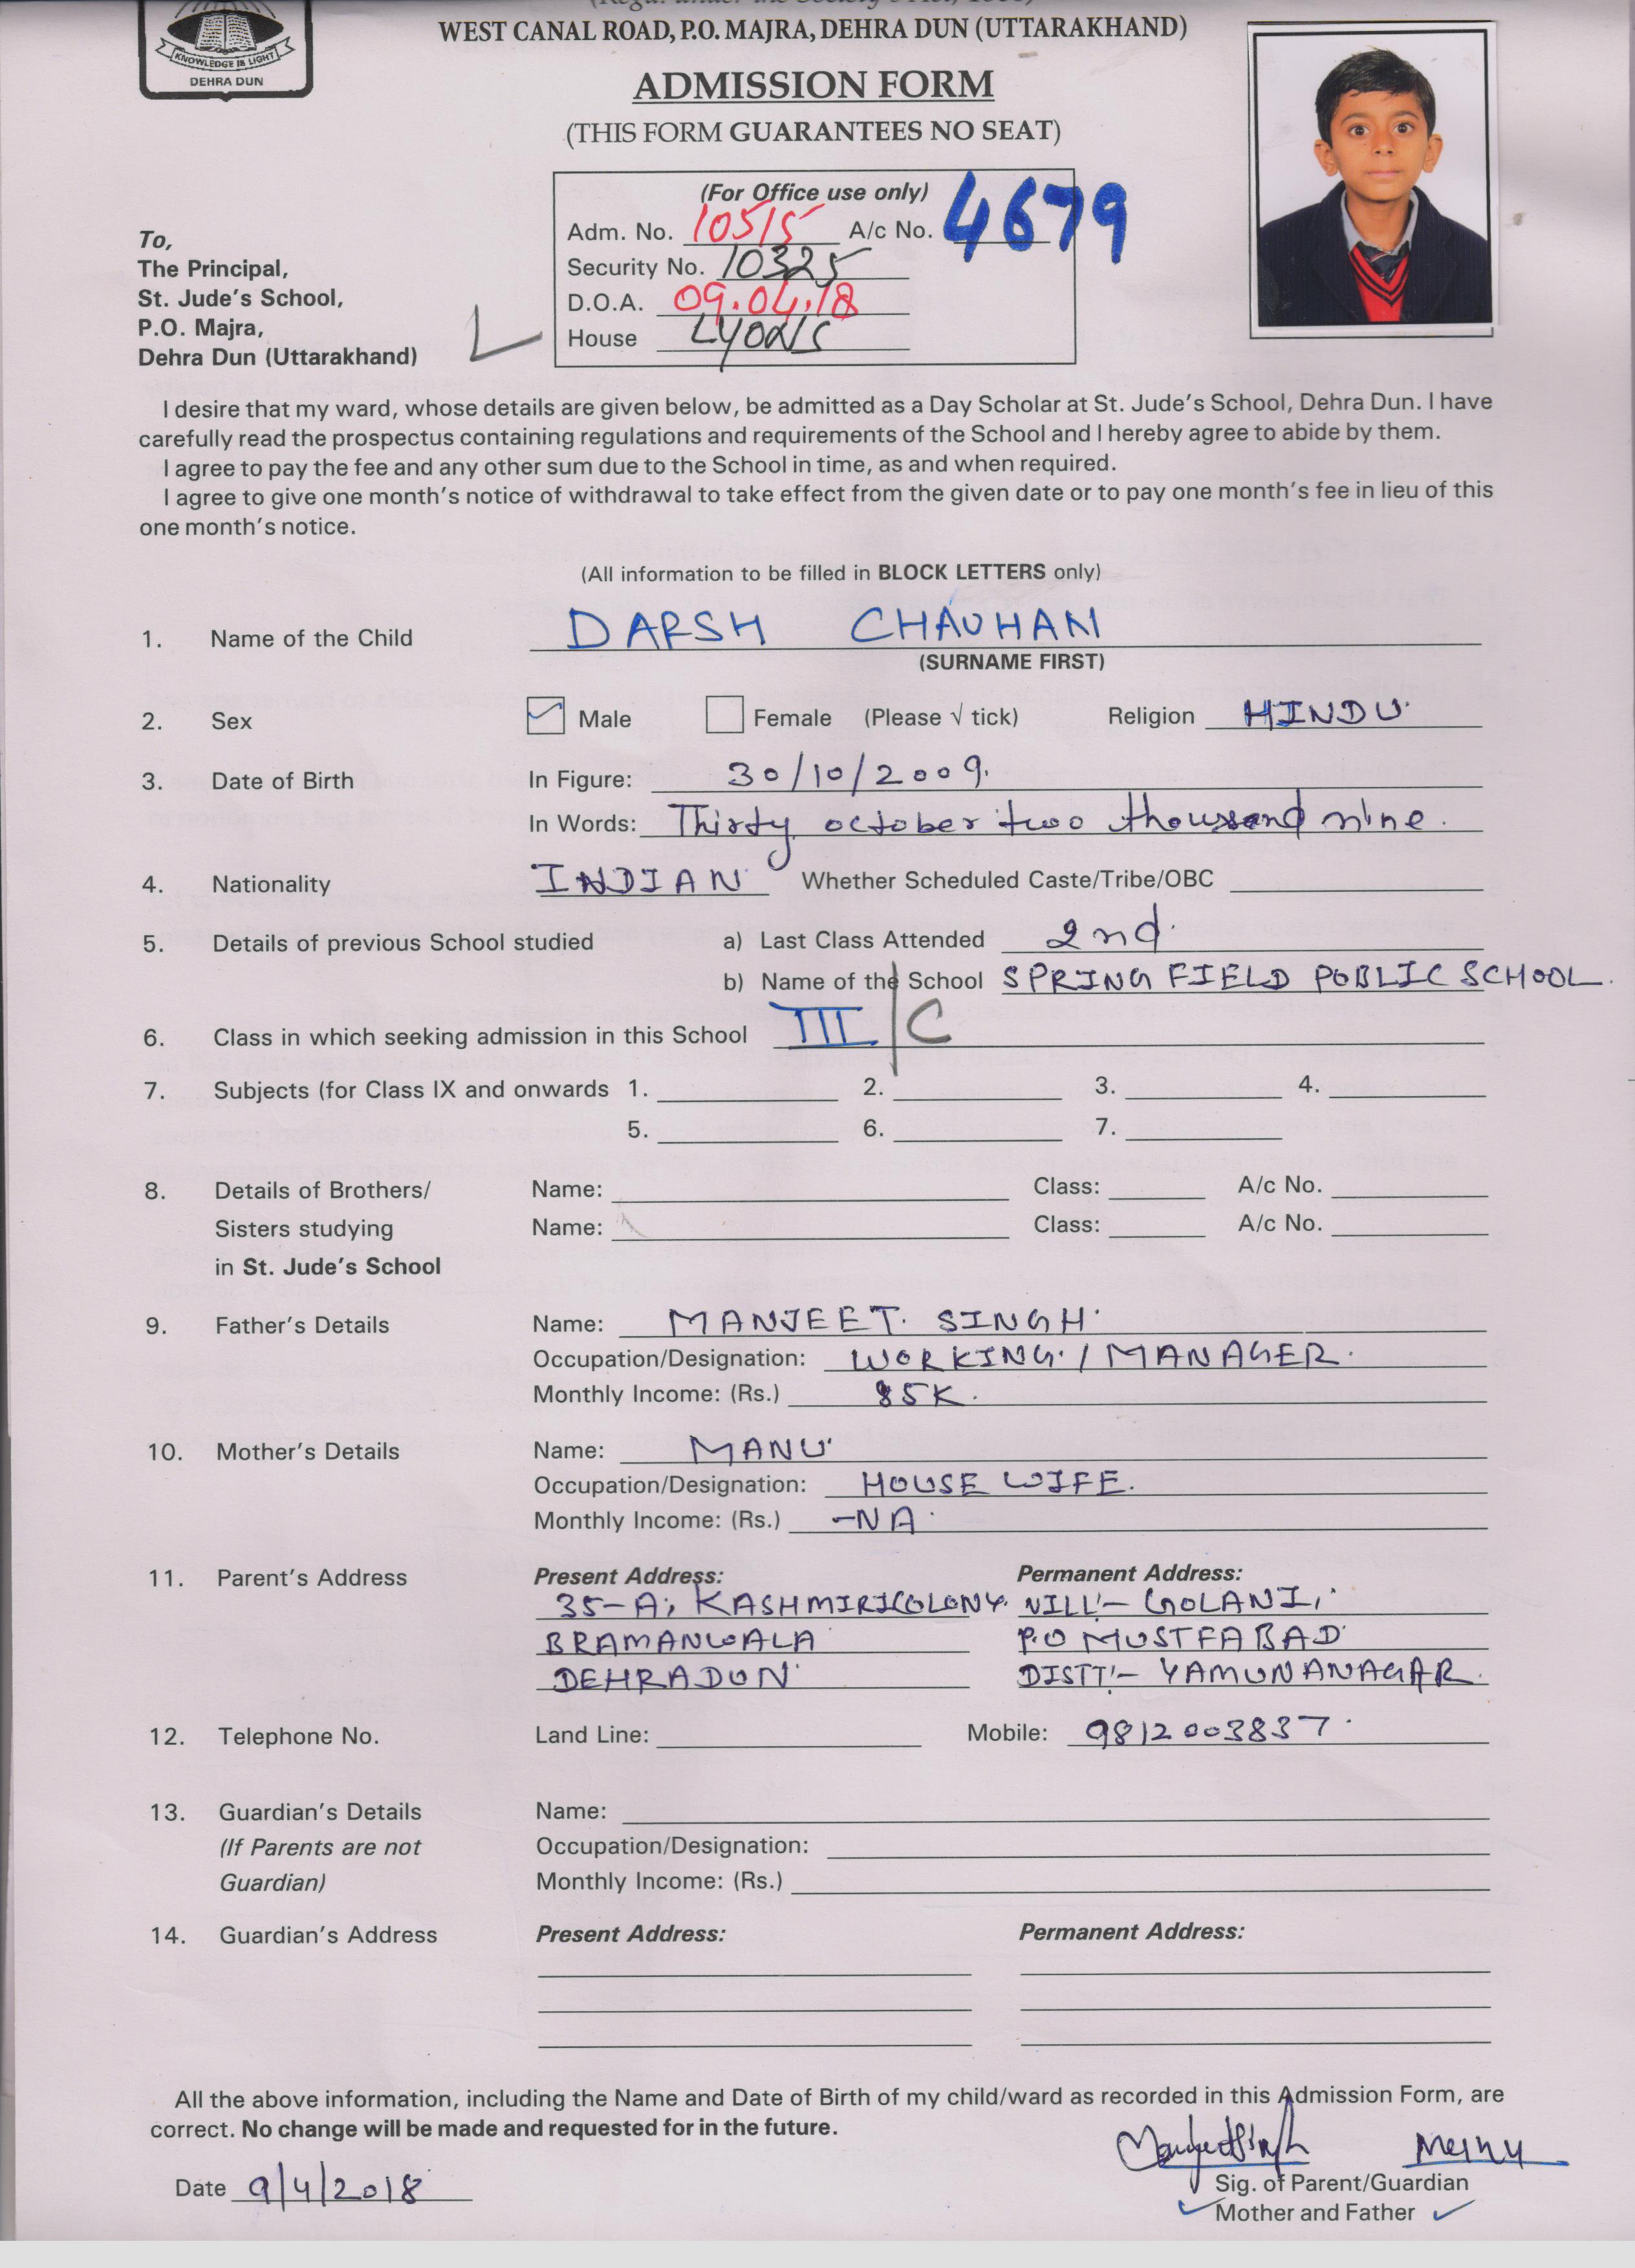 KNOWLEDGE IS LIGHT
DEHRA DUN
WEST CANAL ROAD, P.O. MAJRA, DEHRA DUN (UTTARAKHAND)
ADMISSION FORM
(THIS FORM GUARANTEES NO SEAT)
(For Office use only)
Adm. No. 10515 A/c No. 4679
Security No. 10325
D.O.A. 09.04.18
House LYONS
To,
The Principal,
St. Jude's School,
P.O. Majra,
Dehra Dun (Uttarakhand)
I desire that my ward, whose details are given below, be admitted as a Day Scholar at St. Jude's School, Dehra Dun. I have
carefully read the prospectus containing regulations and requirements of the School and I hereby agree to abide by them.
I agree to pay the fee and any other sum due to the School in time, as and when required.
I agree to give one month's notice of withdrawal to take effect from the given date or to pay one month's fee in lieu of this
one month's notice.
(All information to be filled in BLOCK LETTERS only)
1. Name of the Child DARSH CHAUHAN
(SURNAME FIRST)
2. Sex Male Female (Please √ tick) Religion HINDU
3. Date of Birth In Figure: 30/10/2009.
In Words: Thirty october two thousand nine.
4. Nationality INDIAN Whether Scheduled Caste/Tribe/OBC
5. Details of previous School studied a) Last Class Attended 2nd
b) Name of the School SPRING FIELD PUBLIC SCHOOL.
6. Class in which seeking admission in this School III/C
7. Subjects (for Class IX and onwards 1. 2. 3. 4.
5. 6. 7.
8. Details of Brothers/ Name: Class: A/c No.
Sisters studying Name: Class: A/c No.
in St. Jude's School
9. Father's Details Name: MANJEET. SINGH
Occupation/Designation: WORKING. / MANAGER.
Monthly Income: (Rs.) 85K.
10. Mother's Details Name: MANU
Occupation/Designation: HOUSE WIFE.
Monthly Income: (Rs.) -NA
11. Parent's Address Present Address: Permanent Address:
35-A, KASHMIRI COLONY VILL:- GOLANI,
BRAMANWALA P.O MUSTFABAD
DEHRADUN DISTT:- YAMUNANAGAR.
12. Telephone No. Land Line: Mobile: 9812003837
13. Guardian's Details Name:
(If Parents are not Occupation/Designation:
Guardian) Monthly Income: (Rs.)
14. Guardian's Address Present Address: Permanent Address:
All the above information, including the Name and Date of Birth of my child/ward as recorded in this Admission Form, are
correct. No change will be made and requested for in the future.
Date 9/4/2018
Sig. of Parent/Guardian
Mother and Father